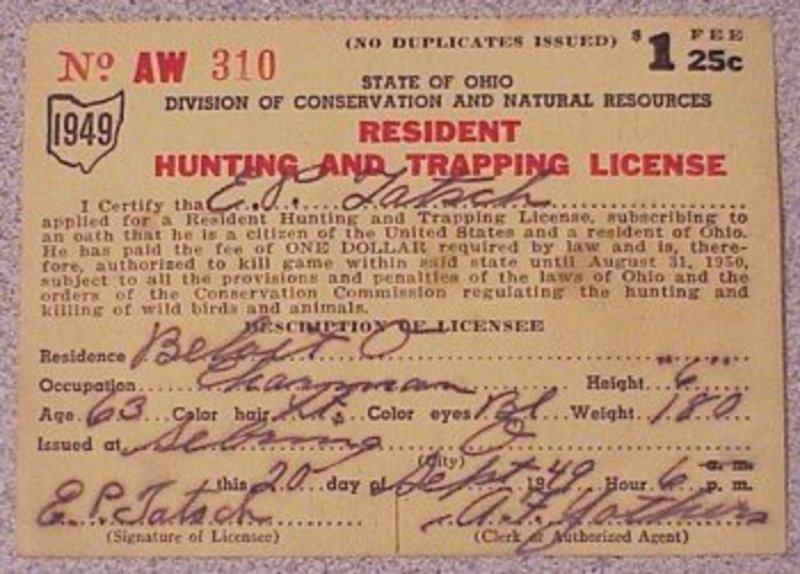 No AW 310 (NO DUPLICATES ISSUED) $1 FEE 25c
STATE OF OHIO
1949 DIVISION OF CONSERVATION AND NATURAL RESOURCES
RESIDENT
HUNTING AND TRAPPING LICENSE
I Certify that E. P. Tatsch
applied for a Resident Hunting and Trapping License, subscribing to
an oath that he is a citizen of the United States and a resident of Ohio.
He has paid the fee of ONE DOLLAR required by law and is, there-
fore, authorized to kill game within said state until August 31, 1950,
subject to all the provisions and penalties of the laws of Ohio and the
orders of the Conservation Commission regulating the hunting and
killing of wild birds and animals.
DESCRIPTION OF LICENSEE
Residence Beloit O
Occupation Height 6
Age 63 Color hair Color eyes Bl Weight 180
Issued at Sebring O
(City)
this 20 day of Sept 1949 Hour 6 a. m. p. m.
E. P. Tatsch A. F.
(Signature of Licensee) (Clerk or Authorized Agent)